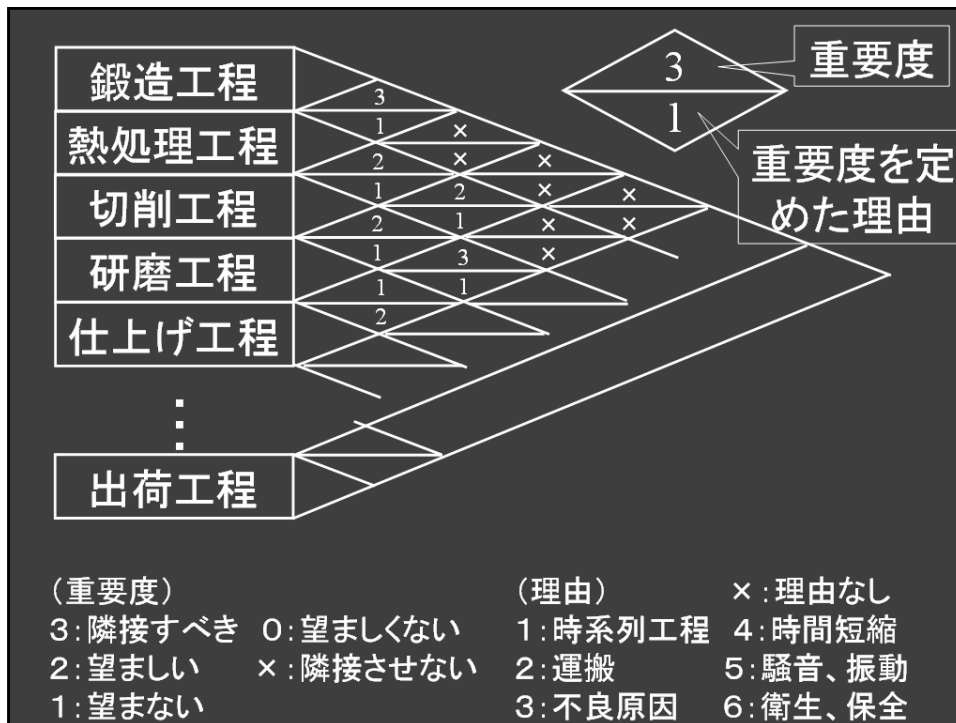 鍛造工程
熱処理工程
切削工程
研磨工程
仕上げ工程
⋮
出荷工程
3
1 ×
2 × ×
1 2 × ×
2 1 × ×
1 3 ×
1 1
2
3
1
重要度
重要度を定
めた理由
(重要度)
3:隣接すべき 0:望ましくない
2:望ましい ×:隣接させない
1:望まない
(理由) ×:理由なし
1:時系列工程 4:時間短縮
2:運搬 5:騒音、振動
3:不良原因 6:衛生、保全